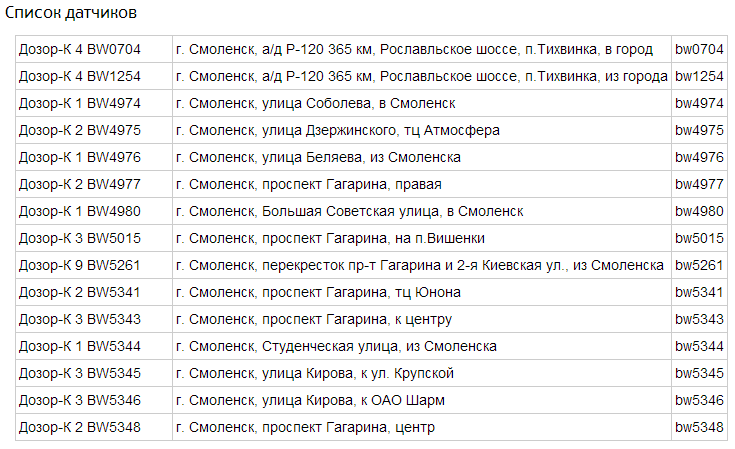 Список датчиков
Дозор-К 4 BW0704 г. Смоленск, а/д Р-120 365 км, Рославльское шоссе, п.Тихвинка, в город bw0704
Дозор-К 4 BW1254 г. Смоленск, а/д Р-120 365 км, Рославльское шоссе, п.Тихвинка, из города bw1254
Дозор-К 1 BW4974 г. Смоленск, улица Соболева, в Смоленск bw4974
Дозор-К 2 BW4975 г. Смоленск, улица Дзержинского, тц Атмосфера bw4975
Дозор-К 1 BW4976 г. Смоленск, улица Беляева, из Смоленска bw4976
Дозор-К 2 BW4977 г. Смоленск, проспект Гагарина, правая bw4977
Дозор-К 1 BW4980 г. Смоленск, Большая Советская улица, в Смоленск bw4980
Дозор-К 3 BW5015 г. Смоленск, проспект Гагарина, на п.Вишенки bw5015
Дозор-К 9 BW5261 г. Смоленск, перекресток пр-т Гагарина и 2-я Киевская ул., из Смоленска bw5261
Дозор-К 2 BW5341 г. Смоленск, проспект Гагарина, тц Юнона bw5341
Дозор-К 3 BW5343 г. Смоленск, проспект Гагарина, к центру bw5343
Дозор-К 1 BW5344 г. Смоленск, Студенческая улица, из Смоленска bw5344
Дозор-К 3 BW5345 г. Смоленск, улица Кирова, к ул. Крупской bw5345
Дозор-К 3 BW5346 г. Смоленск, улица Кирова, к ОАО Шарм bw5346
Дозор-К 2 BW5348 г. Смоленск, проспект Гагарина, центр bw5348